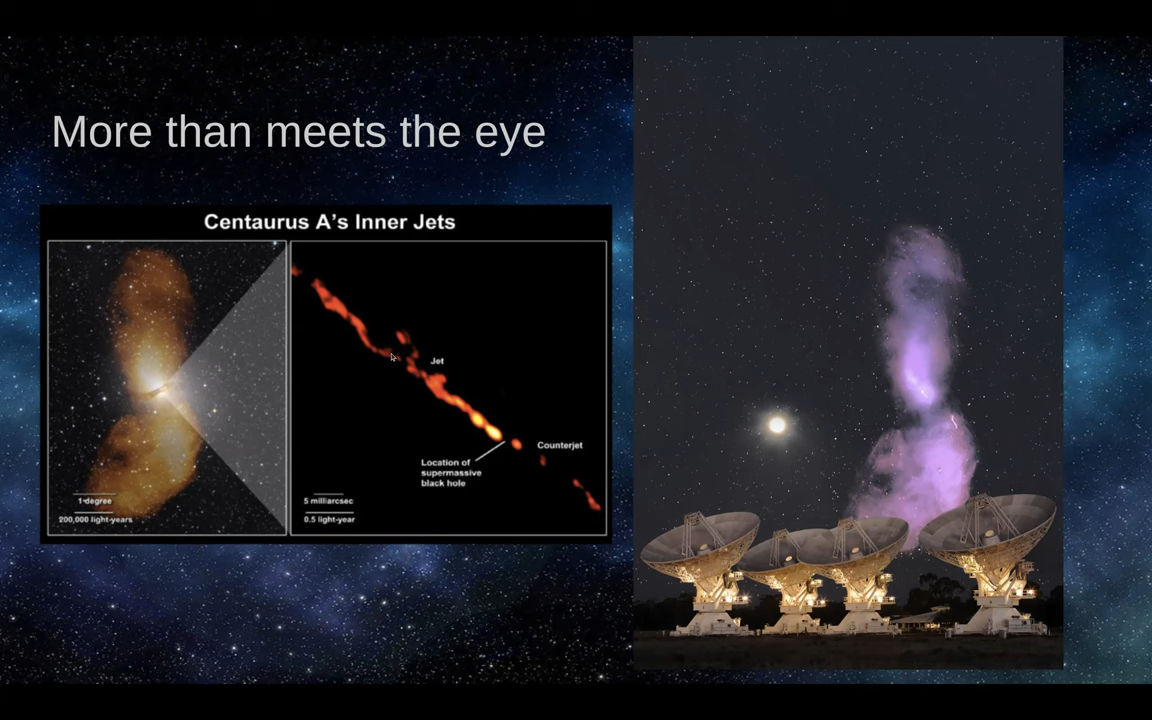 More than meets the eye
Centaurus A's Inner Jets
Jet
Counterjet
Location of
supermassive
black hole
1 degree
200,000 light-years
5 milliarcsec
0.5 light-year